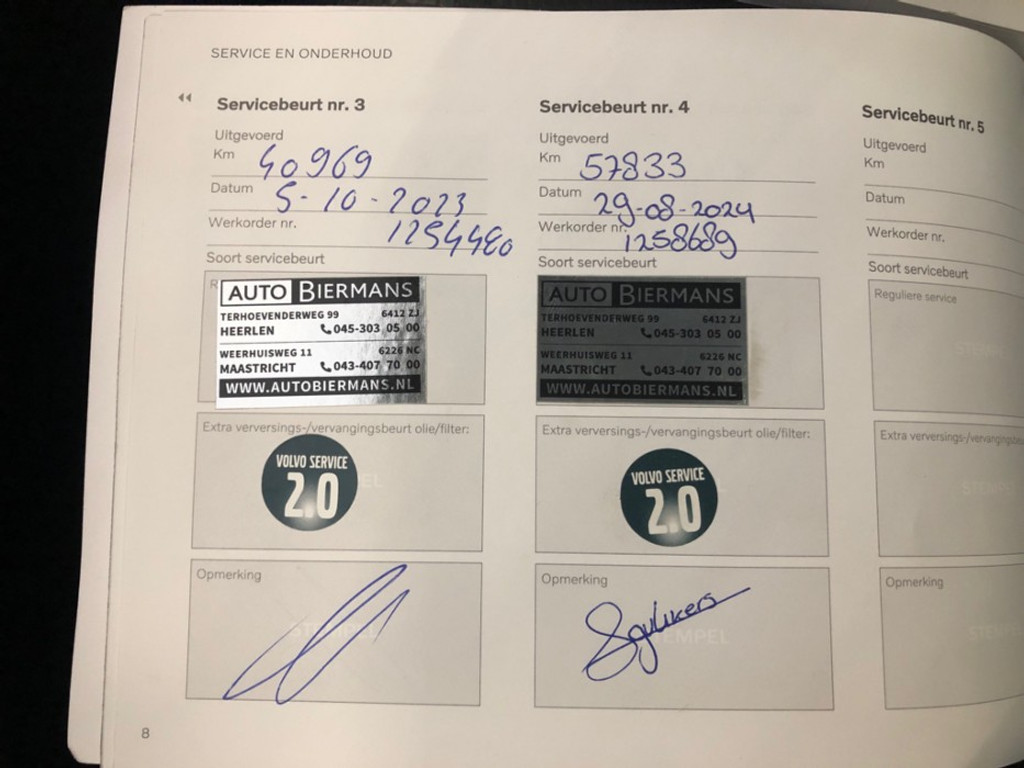 SERVICE EN ONDERHOUD
Servicebeurt nr. 3
Uitgevoerd
Km 40969
Datum 5-10-2023
Werkorder nr. 1254480
Soort servicebeurt
AUTO BIERMANS
TERHOEVENDERWEG 99 6412 ZJ
HEERLEN 045-303 05 00
WEERHUISWEG 11 6226 NC
MAASTRICHT 043-407 70 00
WWW.AUTOBIERMANS.NL
Extra verversings-/vervangingsbeurt olie/filter:
VOLVO SERVICE
2.0
Opmerking
STEMPEL
Servicebeurt nr. 4
Uitgevoerd
Km 57833
Datum 29-08-2024
Werkorder nr. 1258689
Soort servicebeurt
AUTO BIERMANS
TERHOEVENDERWEG 99 6412 ZJ
HEERLEN 045-303 05 00
WEERHUISWEG 11 6226 NC
MAASTRICHT 043-407 70 00
WWW.AUTOBIERMANS.NL
Extra verversings-/vervangingsbeurt olie/filter:
VOLVO SERVICE
2.0
Opmerking
Servicebeurt nr. 5
Uitgevoerd
Km
Datum
Werkorder nr.
Soort servicebeurt
Reguliere service
Extra verversings-/vervangingsbeu
Opmerking
8